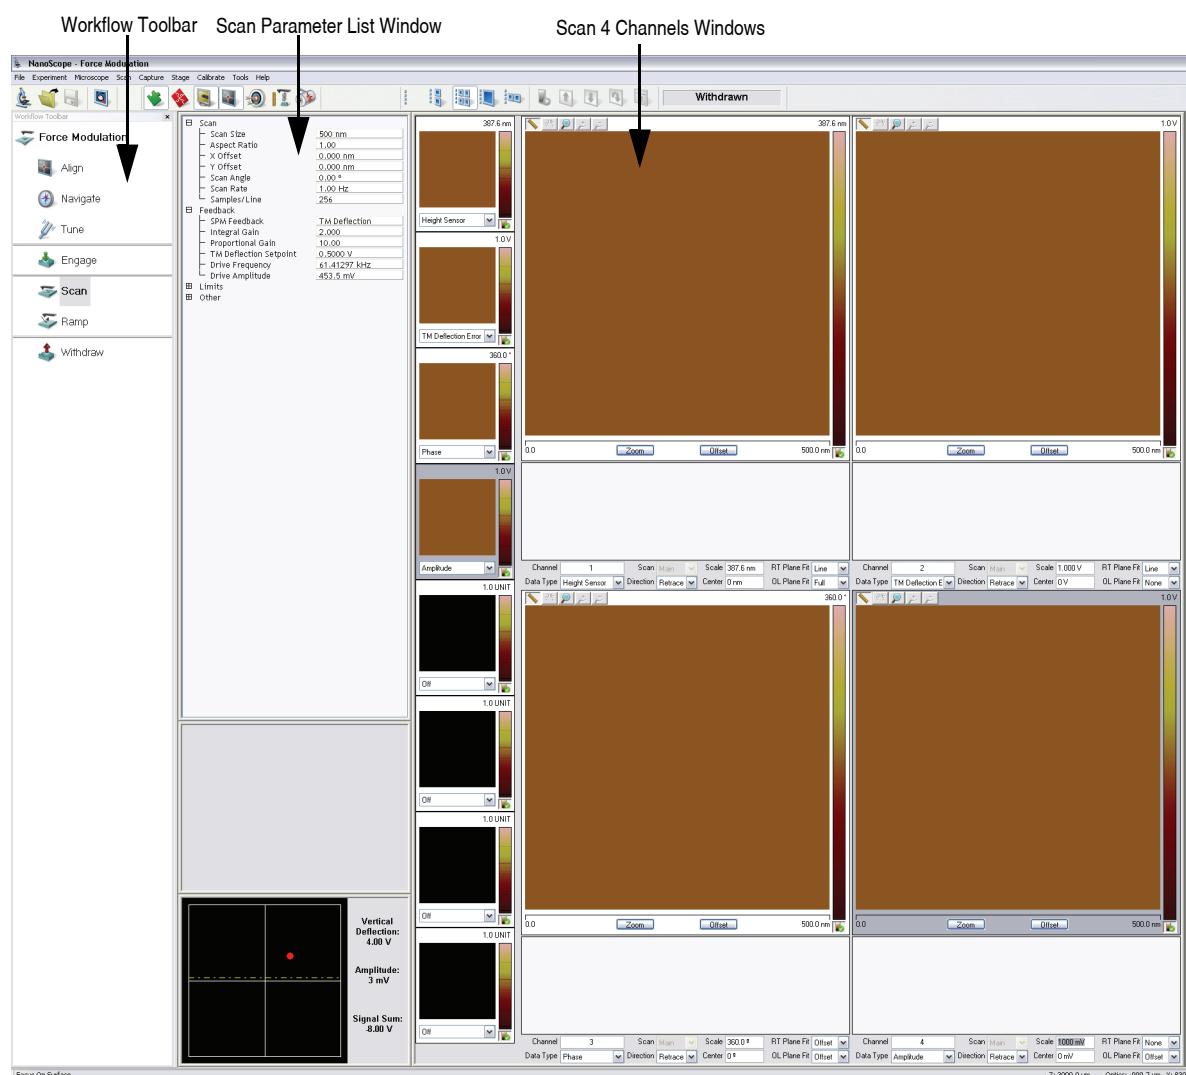 Workflow Toolbar
Scan Parameter List Window
Scan 4 Channels Windows
NanoScope - Force Modulation
File Experiment Microscope Scan Capture Stage Calibrate Tools Help
Withdrawn
Workflow Toolbar
Force Modulation
Align
Navigate
Tune
Engage
Scan
Ramp
Withdraw
Scan
Scan Size 500 nm
Aspect Ratio 1.00
X Offset 0.000 nm
Y Offset 0.000 nm
Scan Angle 0.00 º
Scan Rate 1.00 Hz
Samples/Line 256
Feedback
SPM Feedback TM Deflection
Integral Gain 2.000
Proportional Gain 10.00
TM Deflection Setpoint 0.5000 V
Drive Frequency 61.41297 kHz
Drive Amplitude 453.5 mV
Limits
Other
Vertical
Deflection:
4.00 V
Amplitude:
3 mV
Signal Sum:
-8.00 V
387.6 nm
Height Sensor
1.0 V
TM Deflection Error
360.0 °
Phase
1.0 V
Amplitude
1.0 UNIT
Off
1.0 UNIT
Off
1.0 UNIT
Off
1.0 UNIT
Off
387.6 nm
0.0 Zoom Offset 500.0 nm
Channel 1 Scan Main Scale 387.6 nm RT Plane Fit Line
Data Type Height Sensor Direction Retrace Center 0 nm OL Plane Fit Full
1.0 V
0.0 Zoom Offset 500.0 nm
Channel 2 Scan Main Scale 1.000 V RT Plane Fit Line
Data Type TM Deflection E Direction Retrace Center 0 V OL Plane Fit None
360.0 °
0.0 Zoom Offset 500.0 nm
Channel 3 Scan Main Scale 360.0 º RT Plane Fit Offset
Data Type Phase Direction Retrace Center 0 º OL Plane Fit Offset
1.0 V
0.0 Zoom Offset 500.0 nm
Channel 4 Scan Main Scale 1000 mV RT Plane Fit None
Data Type Amplitude Direction Retrace Center 0 mV OL Plane Fit Offset